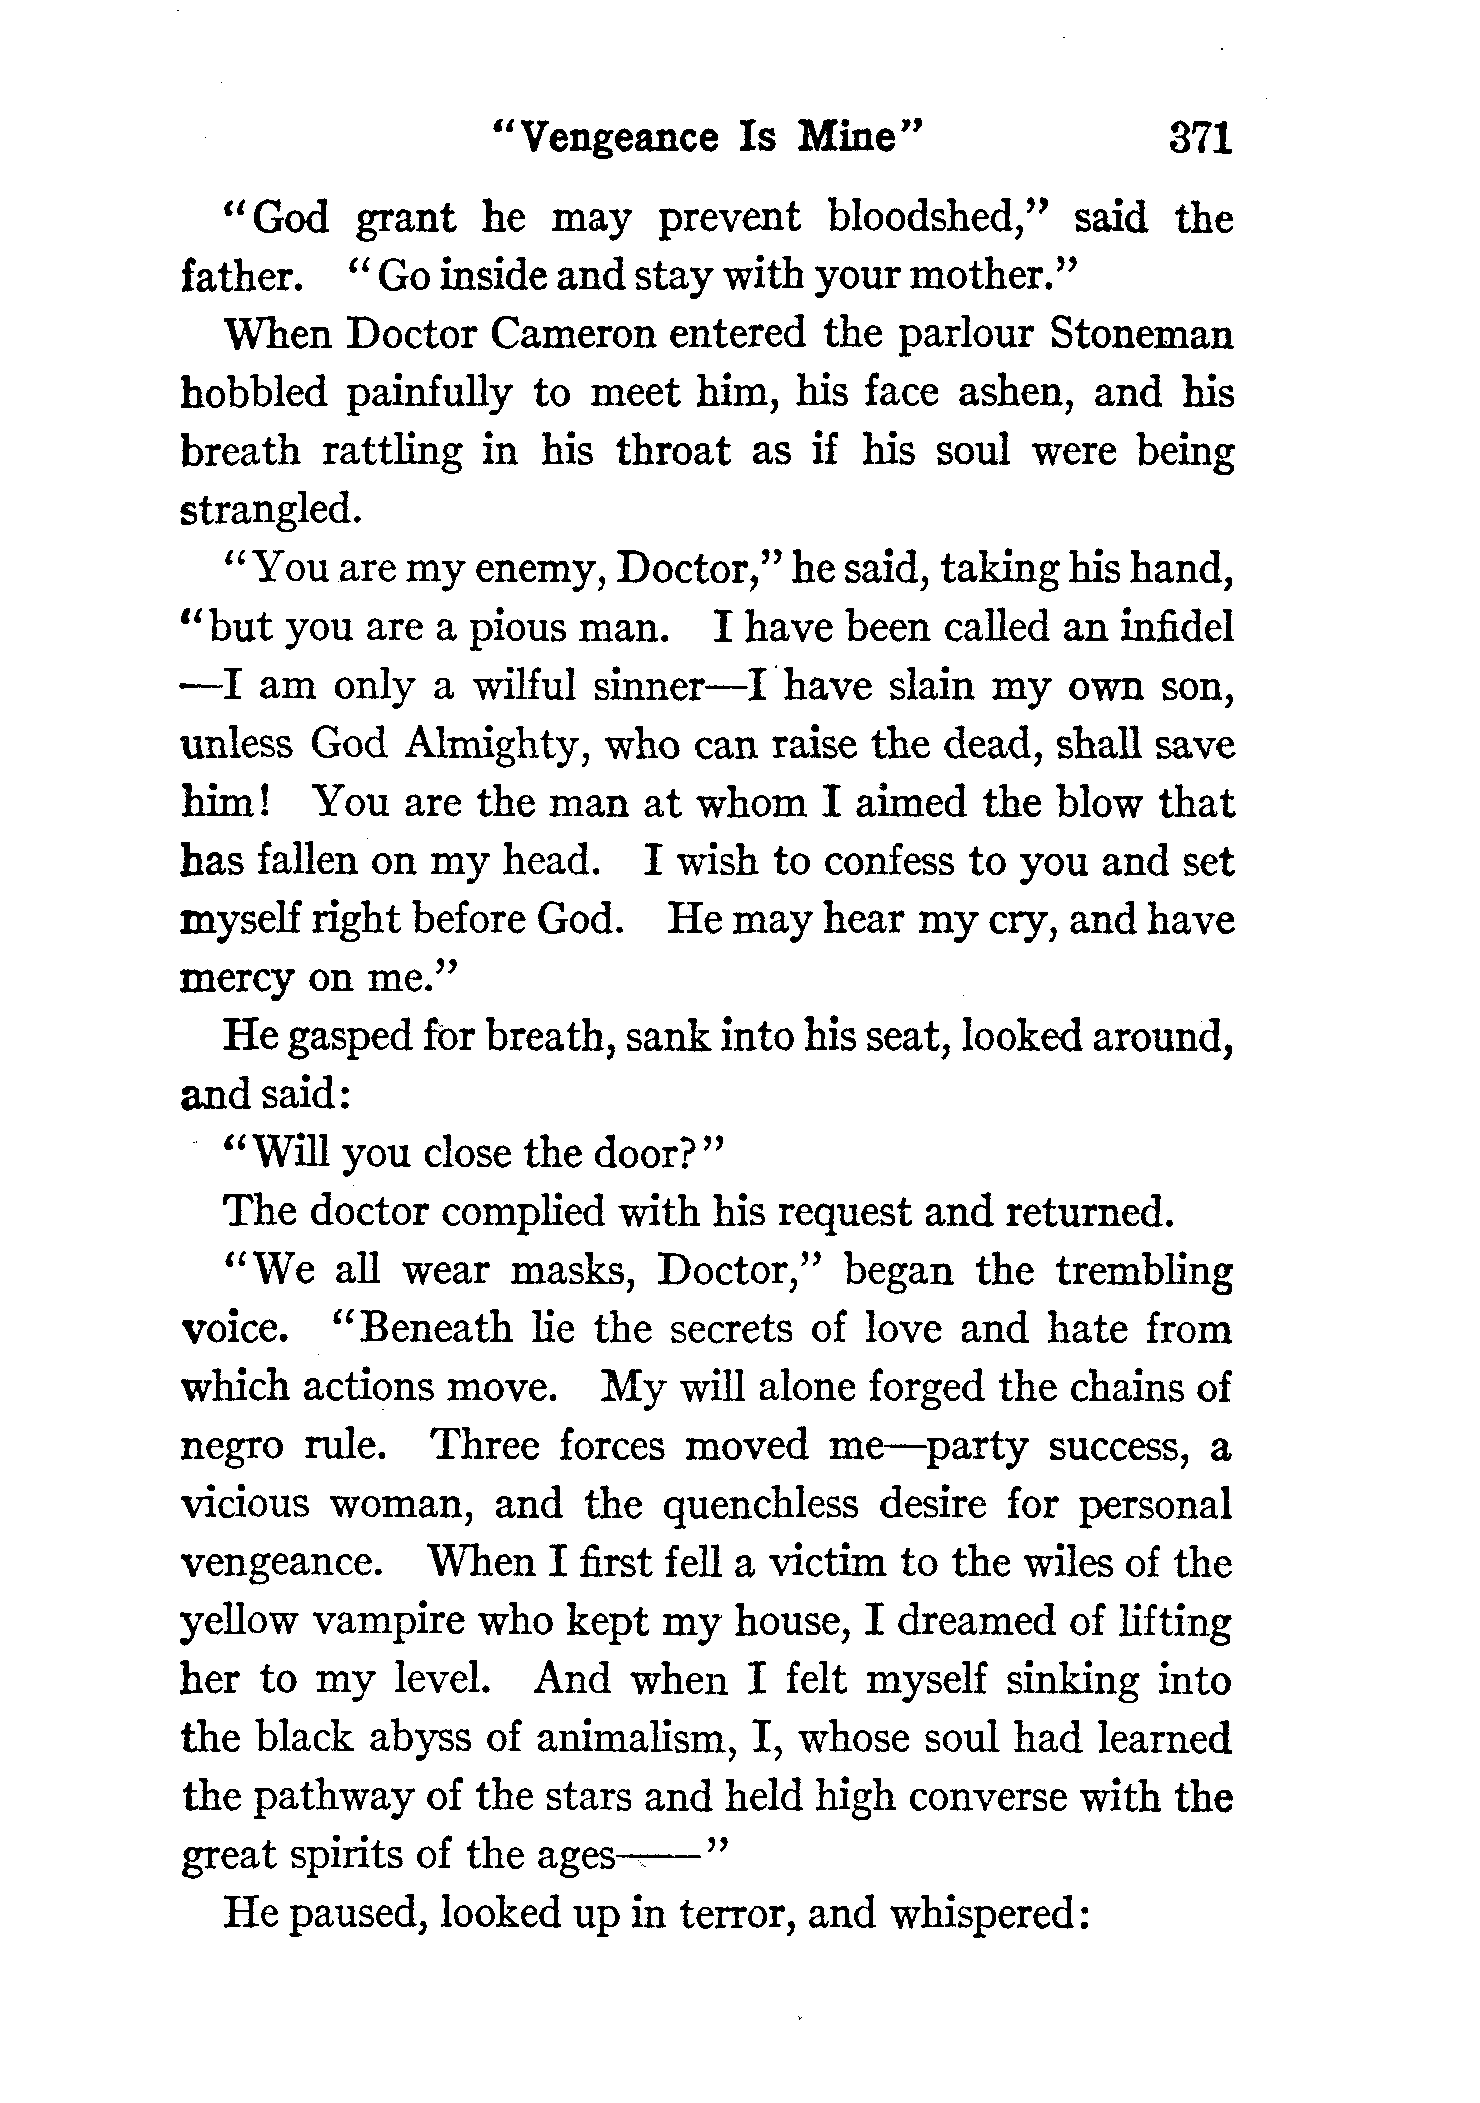 "Vengeance Is Mine" 371
"God grant he may prevent bloodshed," said the
father. "Go inside and stay with your mother."
When Doctor Cameron entered the parlour Stoneman
hobbled painfully to meet him, his face ashen, and his
breath rattling in his throat as if his soul were being
strangled.
"You are my enemy, Doctor," he said, taking his hand,
"but you are a pious man. I have been called an infidel
—I am only a wilful sinner—I have slain my own son,
unless God Almighty, who can raise the dead, shall save
him! You are the man at whom I aimed the blow that
has fallen on my head. I wish to confess to you and set
myself right before God. He may hear my cry, and have
mercy on me."
He gasped for breath, sank into his seat, looked around,
and said:
"Will you close the door?"
The doctor complied with his request and returned.
"We all wear masks, Doctor," began the trembling
voice. "Beneath lie the secrets of love and hate from
which actions move. My will alone forged the chains of
negro rule. Three forces moved me—party success, a
vicious woman, and the quenchless desire for personal
vengeance. When I first fell a victim to the wiles of the
yellow vampire who kept my house, I dreamed of lifting
her to my level. And when I felt myself sinking into
the black abyss of animalism, I, whose soul had learned
the pathway of the stars and held high converse with the
great spirits of the ages——"
He paused, looked up in terror, and whispered: